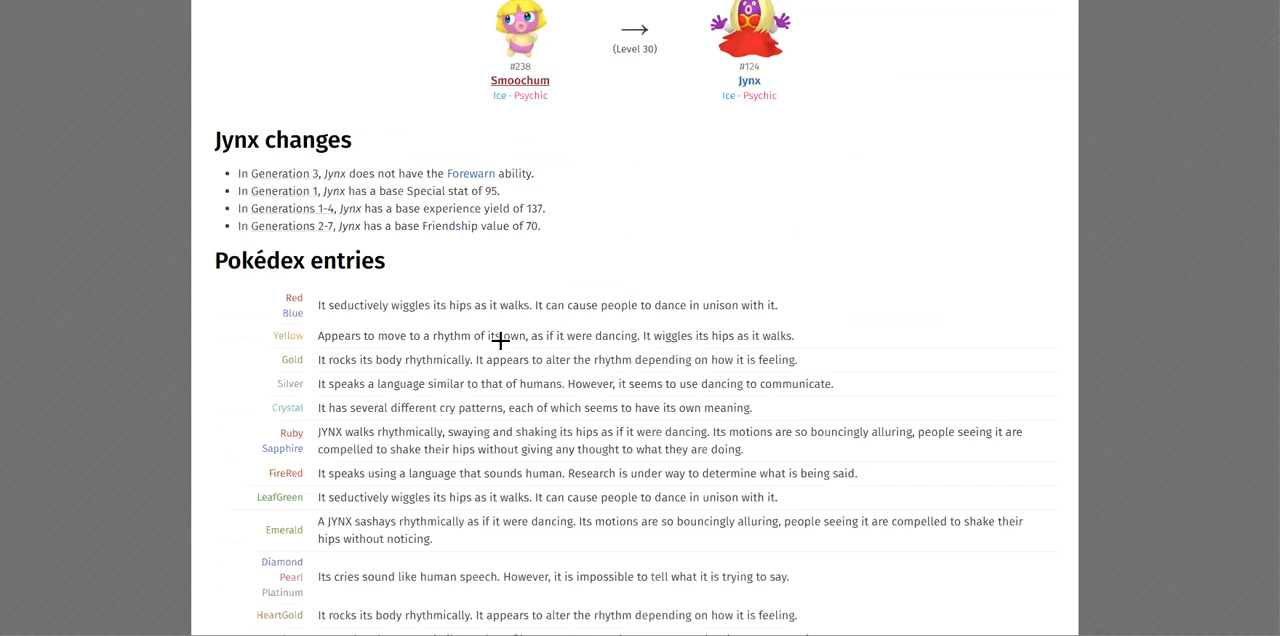 →
(Level 30)
#238
Smoochum
Ice · Psychic
#124
Jynx
Ice · Psychic
Jynx changes
• In Generation 3, Jynx does not have the Forewarn ability.
• In Generation 1, Jynx has a base Special stat of 95.
• In Generations 1-4, Jynx has a base experience yield of 137.
• In Generations 2-7, Jynx has a base Friendship value of 70.
Pokédex entries
Red
Blue
It seductively wiggles its hips as it walks. It can cause people to dance in unison with it.
Yellow
Appears to move to a rhythm of its own, as if it were dancing. It wiggles its hips as it walks.
Gold
It rocks its body rhythmically. It appears to alter the rhythm depending on how it is feeling.
Silver
It speaks a language similar to that of humans. However, it seems to use dancing to communicate.
Crystal
It has several different cry patterns, each of which seems to have its own meaning.
Ruby
Sapphire
JYNX walks rhythmically, swaying and shaking its hips as if it were dancing. Its motions are so bouncingly alluring, people seeing it are
compelled to shake their hips without giving any thought to what they are doing.
FireRed
It speaks using a language that sounds human. Research is under way to determine what is being said.
LeafGreen
It seductively wiggles its hips as it walks. It can cause people to dance in unison with it.
Emerald
A JYNX sashays rhythmically as if it were dancing. Its motions are so bouncingly alluring, people seeing it are compelled to shake their
hips without noticing.
Diamond
Pearl
Platinum
Its cries sound like human speech. However, it is impossible to tell what it is trying to say.
HeartGold
It rocks its body rhythmically. It appears to alter the rhythm depending on how it is feeling.